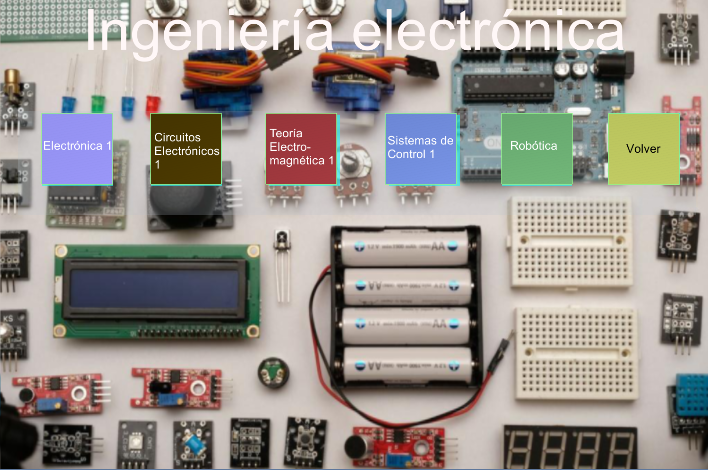 Ingeniería electrónica
Electrónica 1
Circuitos
Electrónicos
1
Teoría
Electro-
magnética 1
Sistemas de
Control 1
Robótica
Volver